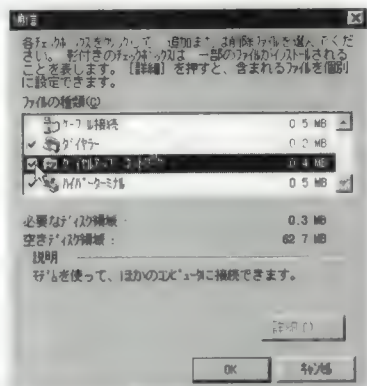 通信
各ﾁｪｯｸﾎﾞｯｸｽをｸﾘｯｸして、追加または削除ﾌｧｲﾙを選んでくだ
さい。影付きのﾁｪｯｸﾎﾞｯｸｽは、一部のﾌｧｲﾙがｲﾝｽﾄｰﾙされる
ことを表します。［詳細］を押すと、含まれるﾌｧｲﾙを個別
に設定できます。
ﾌｧｲﾙの種類(C)
ｹｰﾌﾞﾙ接続 0.5 MB
ﾀﾞｲﾔﾗｰ 0.2 MB
ﾀﾞｲﾔﾙｱｯﾌﾟ ﾈｯﾄﾜｰｸ 0.4 MB
ﾊｲﾊﾟｰﾀｰﾐﾅﾙ 0.5 MB
必要なﾃﾞｨｽｸ領域： 0.3 MB
空きﾃﾞｨｽｸ領域： 62.7 MB
説明
ﾓﾃﾞﾑを使って、ほかのｺﾝﾋﾟｭｰﾀに接続できます。
詳細(D)
OK ｷｬﾝｾﾙ